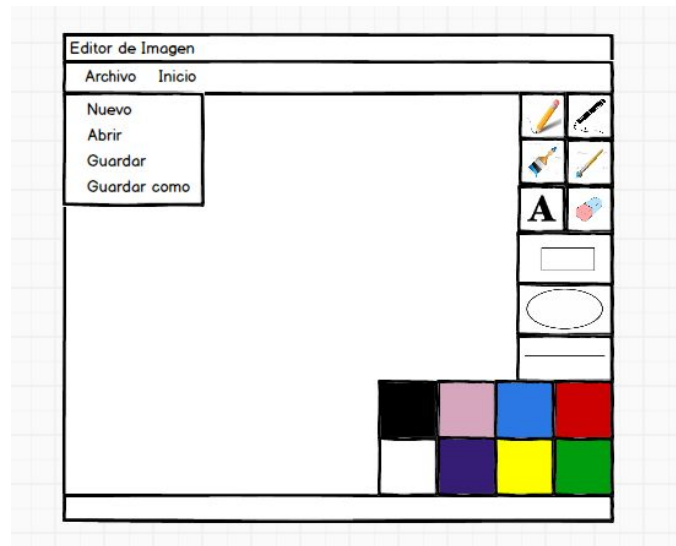 Editor de Imagen
Archivo Inicio
Nuevo
Abrir
Guardar
Guardar como
A